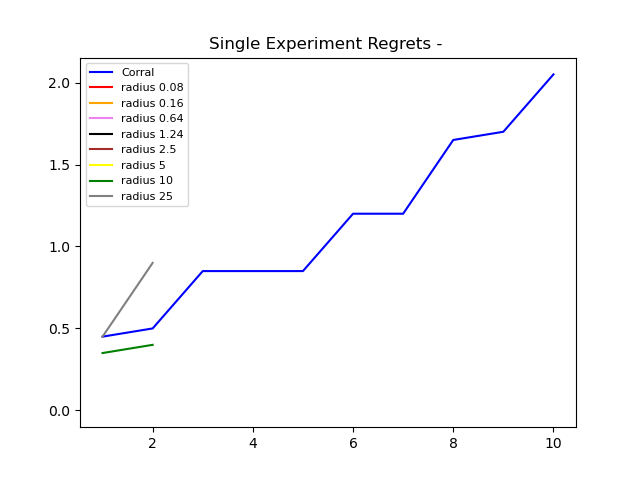 Single Experiment Regrets -
Corral
radius 0.08
radius 0.16
radius 0.64
radius 1.24
radius 2.5
radius 5
radius 10
radius 25
2.0
1.5
1.0
0.5
0.0
2 4 6 8 10